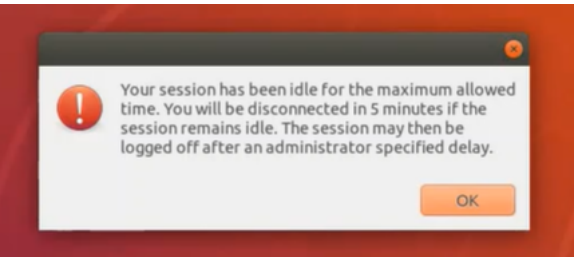 Your session has been idle for the maximum allowed
time. You will be disconnected in 5 minutes if the
session remains idle. The session may then be
logged off after an administrator specified delay.
OK